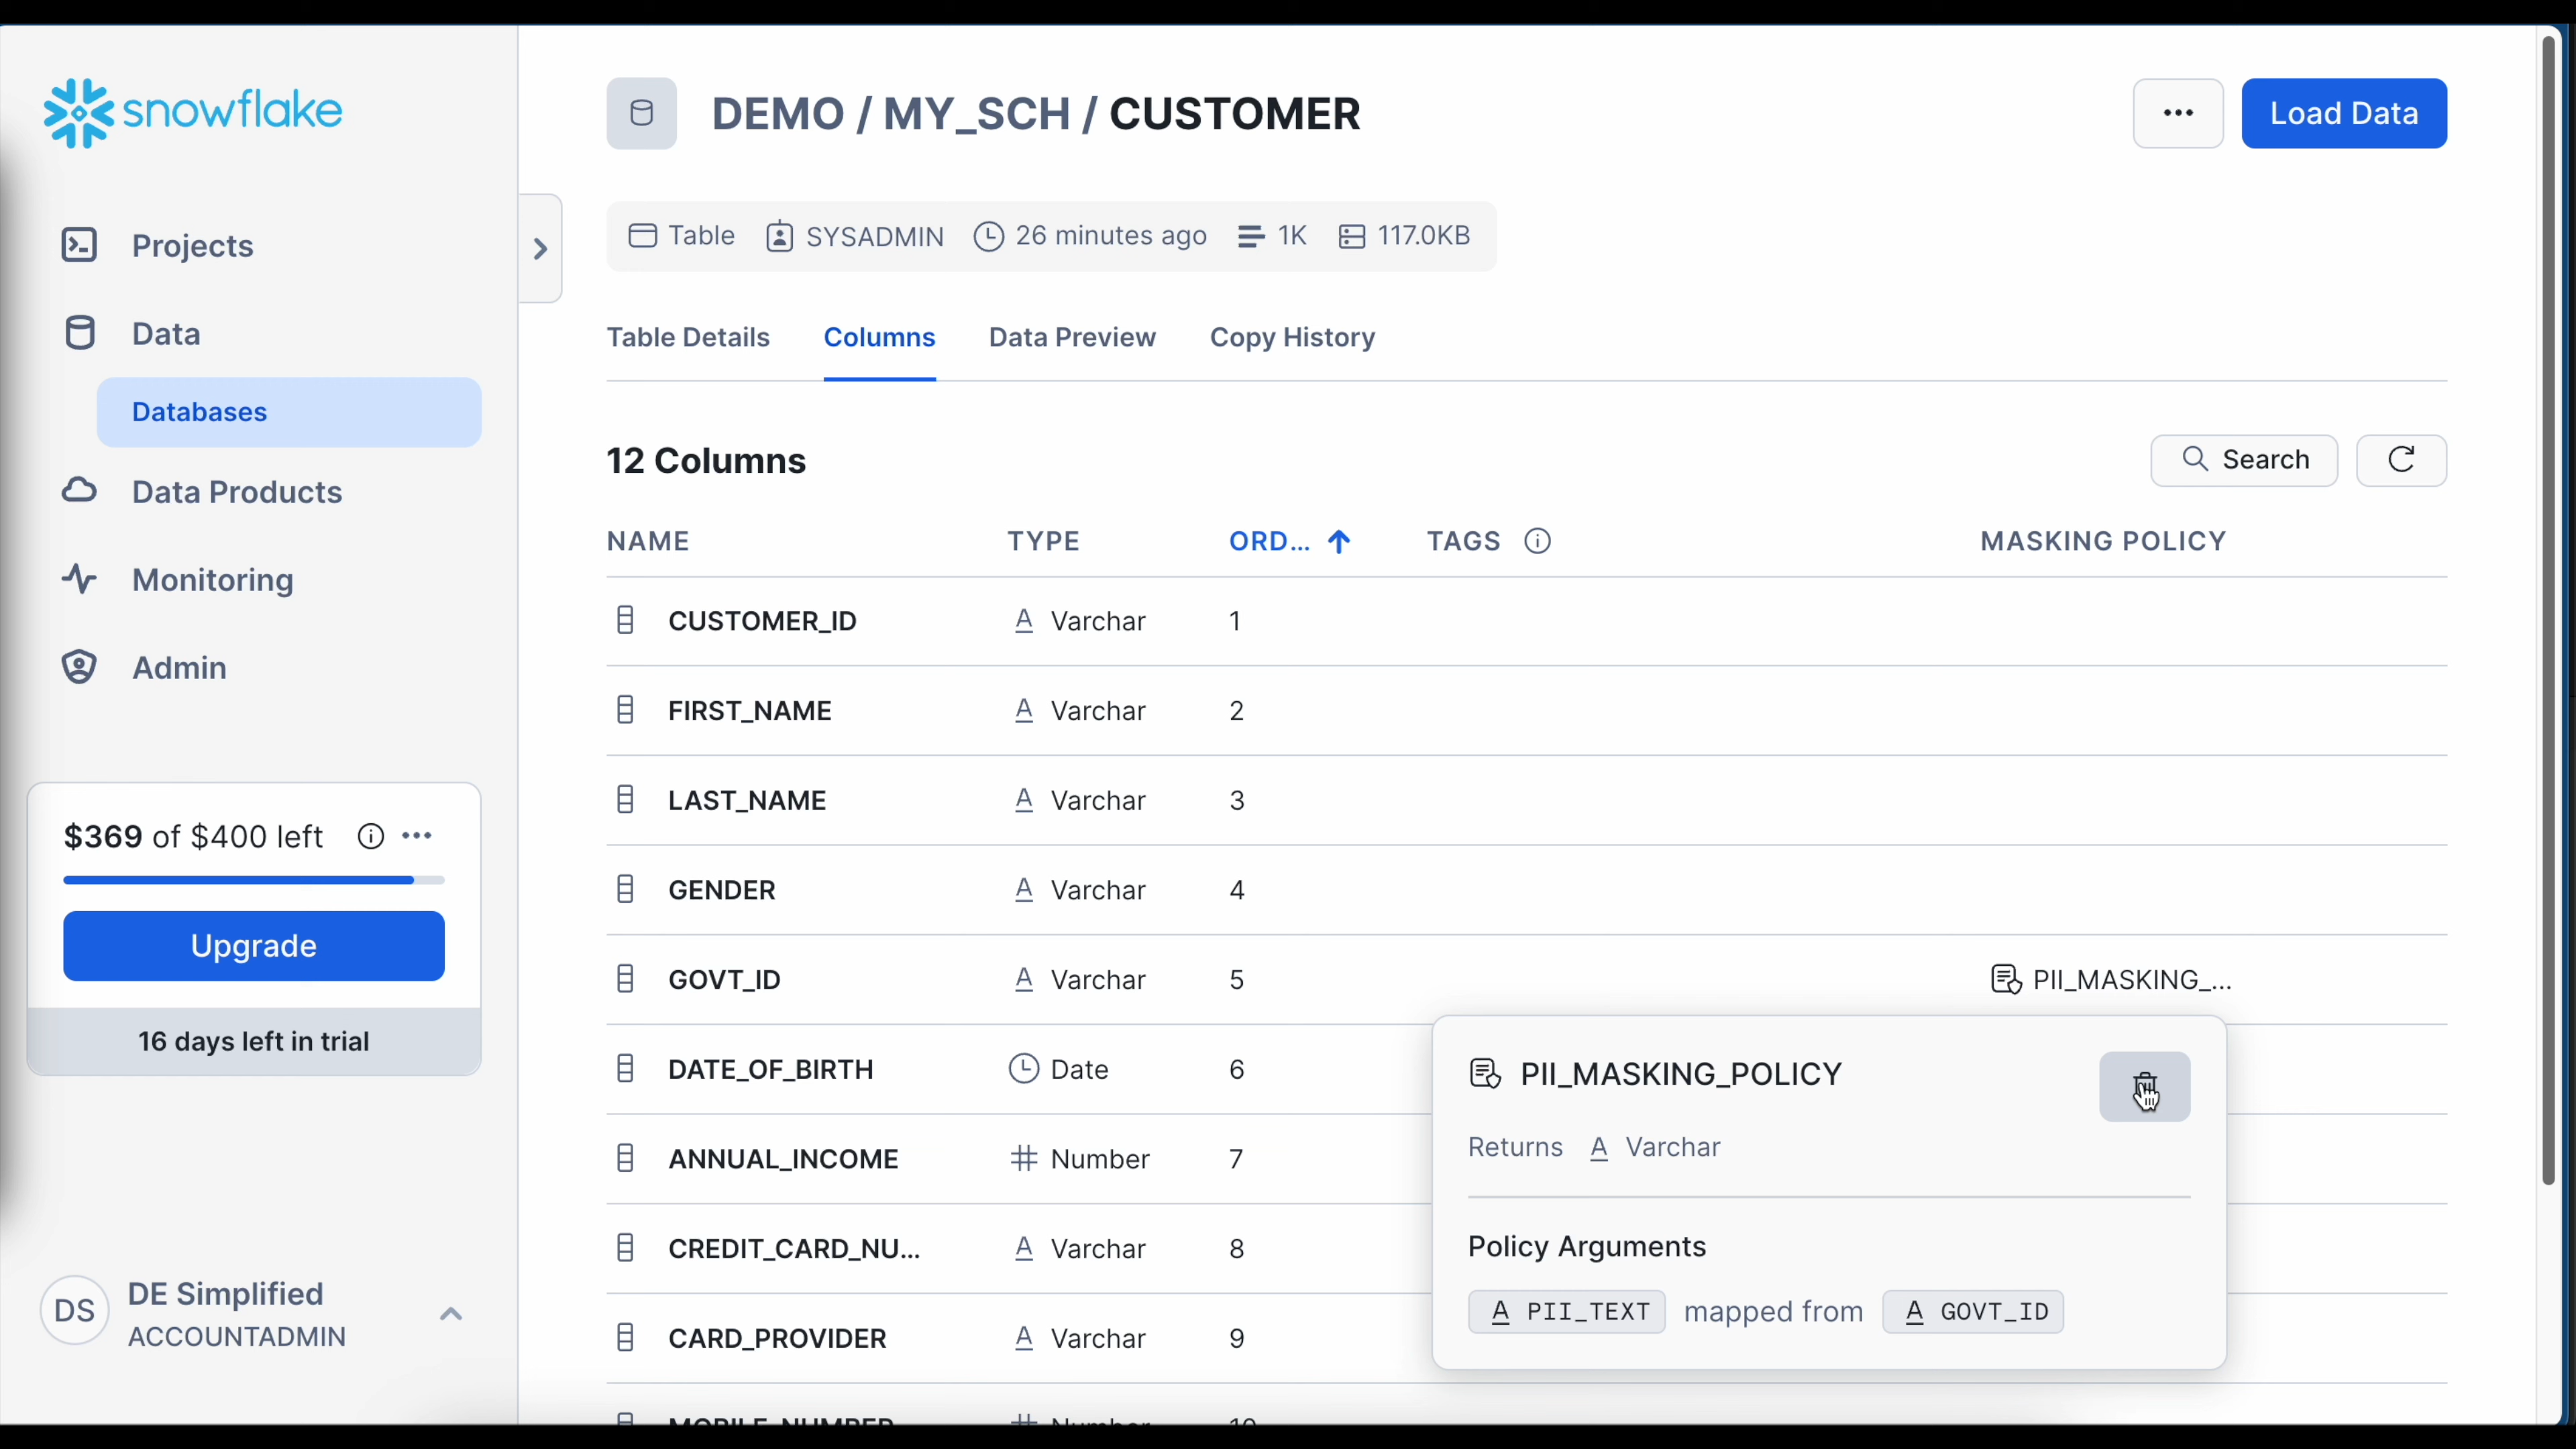 snowflake
Projects
Data
Databases
Data Products
Monitoring
Admin
$369 of $400 left
Upgrade
16 days left in trial
DS
DE Simplified
ACCOUNTADMIN
DEMO / MY_SCH / CUSTOMER
Load Data
Table SYSADMIN 26 minutes ago 1K 117.0KB
Table Details Columns Data Preview Copy History
12 Columns
Search
NAME TYPE ORD... TAGS MASKING POLICY
CUSTOMER_ID A Varchar 1
FIRST_NAME A Varchar 2
LAST_NAME A Varchar 3
GENDER A Varchar 4
GOVT_ID A Varchar 5 PII_MASKING_...
DATE_OF_BIRTH Date 6
ANNUAL_INCOME # Number 7
CREDIT_CARD_NU... A Varchar 8
CARD_PROVIDER A Varchar 9
MOBILE_NUMBER # Number 10
PII_MASKING_POLICY
Returns A Varchar
Policy Arguments
A PII_TEXT mapped from A GOVT_ID